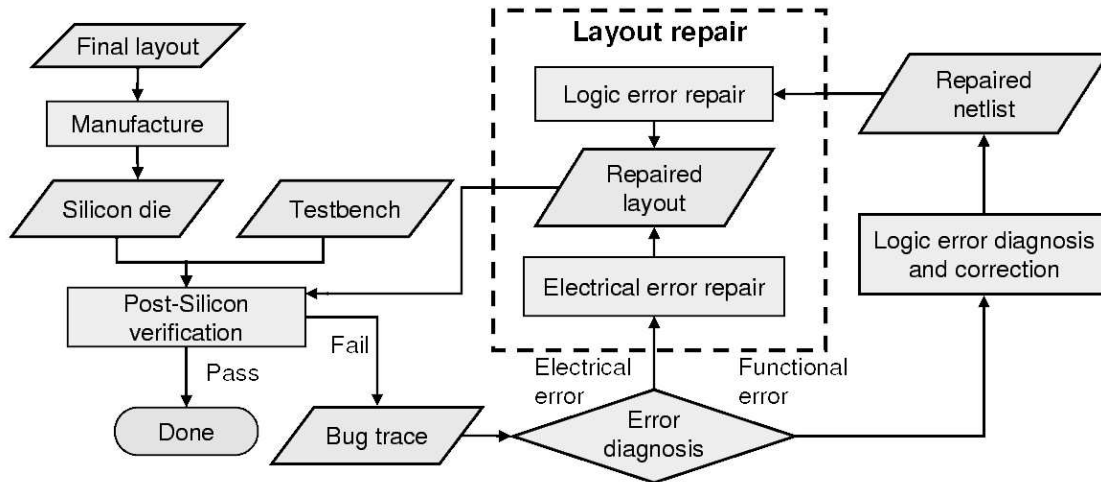 Final layout
Manufacture
Silicon die
Testbench
Post-Silicon
verification
Pass
Done
Fail
Bug trace
Layout repair
Logic error repair
Repaired
layout
Electrical error repair
Electrical
error
Functional
error
Error
diagnosis
Repaired
netlist
Logic error diagnosis
and correction